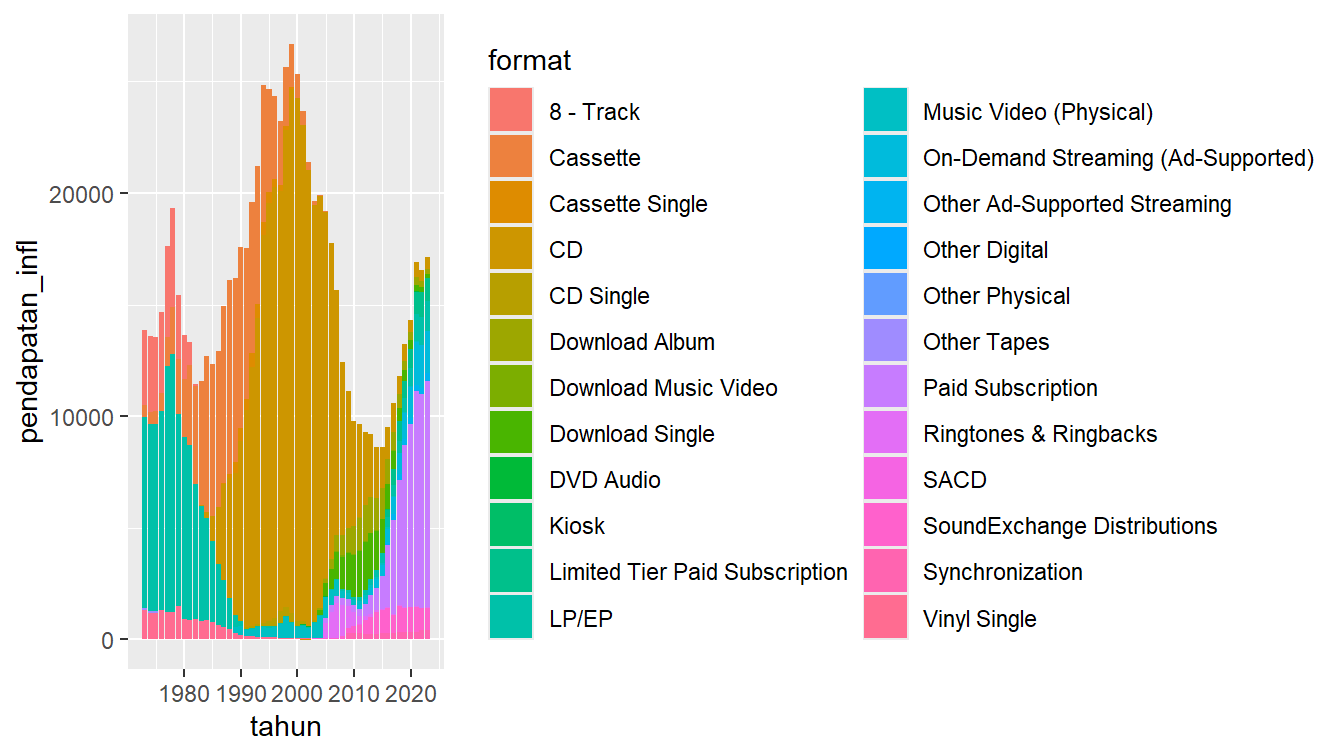 pendapatan_infl
20000
10000
0
1980 1990 2000 2010 2020
tahun
format
8 - Track
Cassette
Cassette Single
CD
CD Single
Download Album
Download Music Video
Download Single
DVD Audio
Kiosk
Limited Tier Paid Subscription
LP/EP
Music Video (Physical)
On-Demand Streaming (Ad-Supported)
Other Ad-Supported Streaming
Other Digital
Other Physical
Other Tapes
Paid Subscription
Ringtones & Ringbacks
SACD
SoundExchange Distributions
Synchronization
Vinyl Single